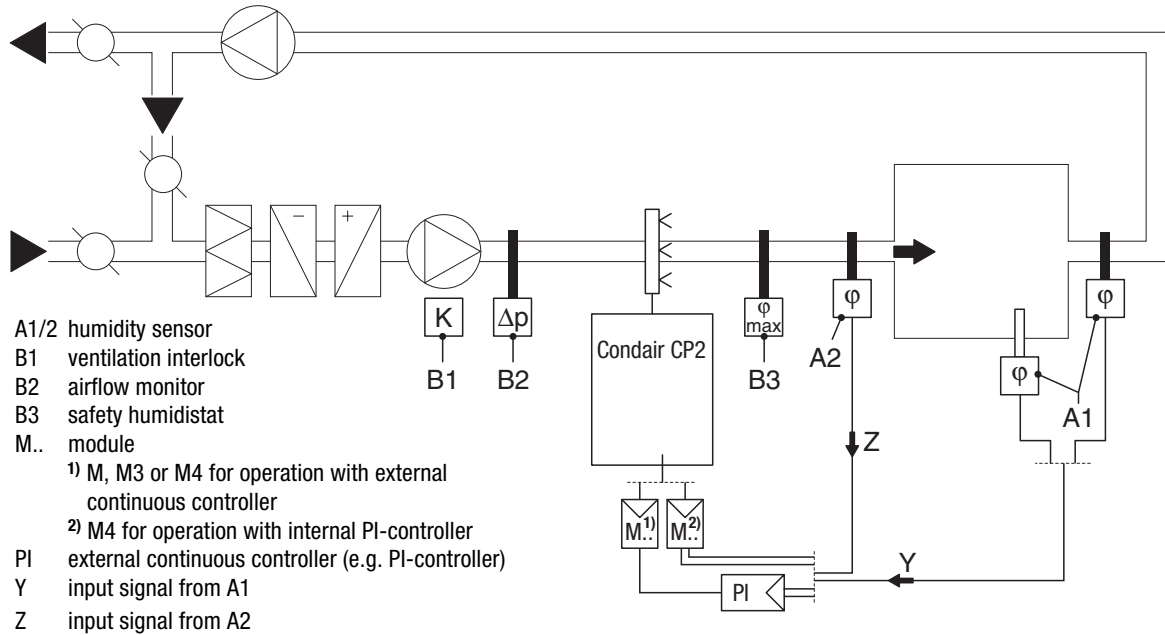 − +
K
Δp
φ
max
φ
φ
φ
Condair CP2
B1
B2
B3
A2
A1
Z
Y
M..1)
M..2)
PI
A1/2 humidity sensor
B1 ventilation interlock
B2 airflow monitor
B3 safety humidistat
M.. module
1) M, M3 or M4 for operation with external
continuous controller
2) M4 for operation with internal PI-controller
PI external continuous controller (e.g. PI-controller)
Y input signal from A1
Z input signal from A2